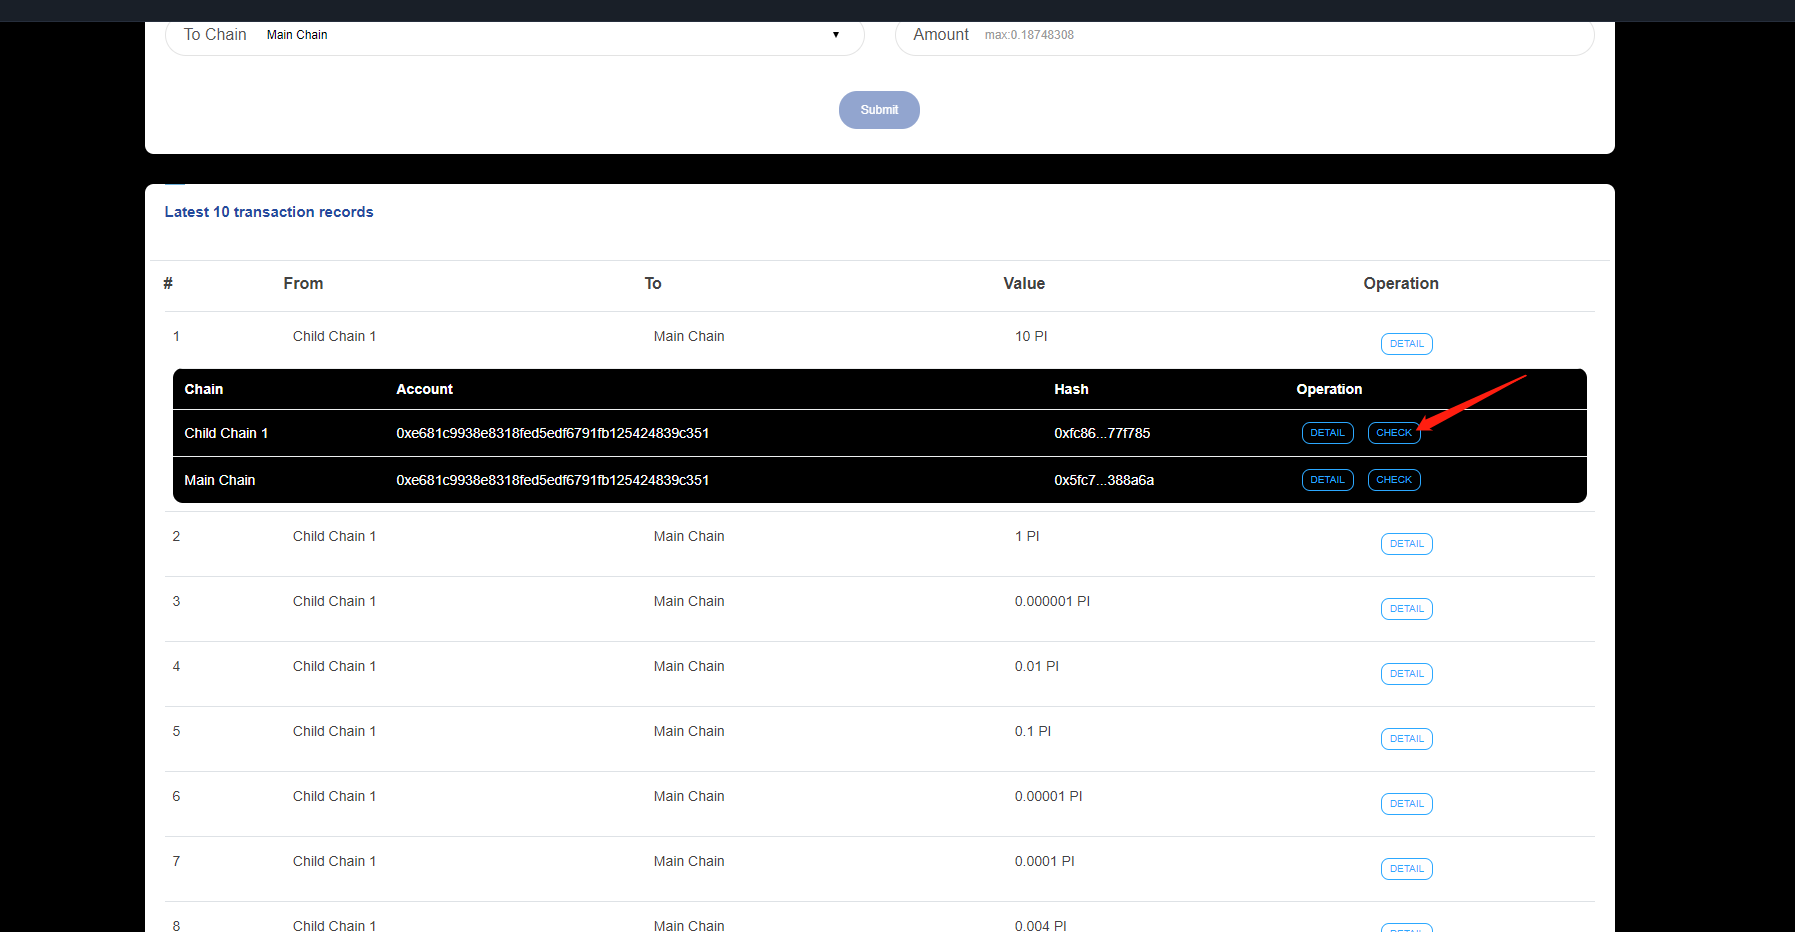 To Chain Main Chain ▼ Amount max:0.18748308
Submit
Latest 10 transaction records
# From To Value Operation
1 Child Chain 1 Main Chain 10 PI DETAIL
Chain Account Hash Operation
Child Chain 1 0xe681c9938e8318fed5edf6791fb125424839c351 0xfc86...77f785 DETAIL CHECK
Main Chain 0xe681c9938e8318fed5edf6791fb125424839c351 0x5fc7...388a6a DETAIL CHECK
2 Child Chain 1 Main Chain 1 PI DETAIL
3 Child Chain 1 Main Chain 0.000001 PI DETAIL
4 Child Chain 1 Main Chain 0.01 PI DETAIL
5 Child Chain 1 Main Chain 0.1 PI DETAIL
6 Child Chain 1 Main Chain 0.00001 PI DETAIL
7 Child Chain 1 Main Chain 0.0001 PI DETAIL
8 Child Chain 1 Main Chain 0.004 PI DETAIL